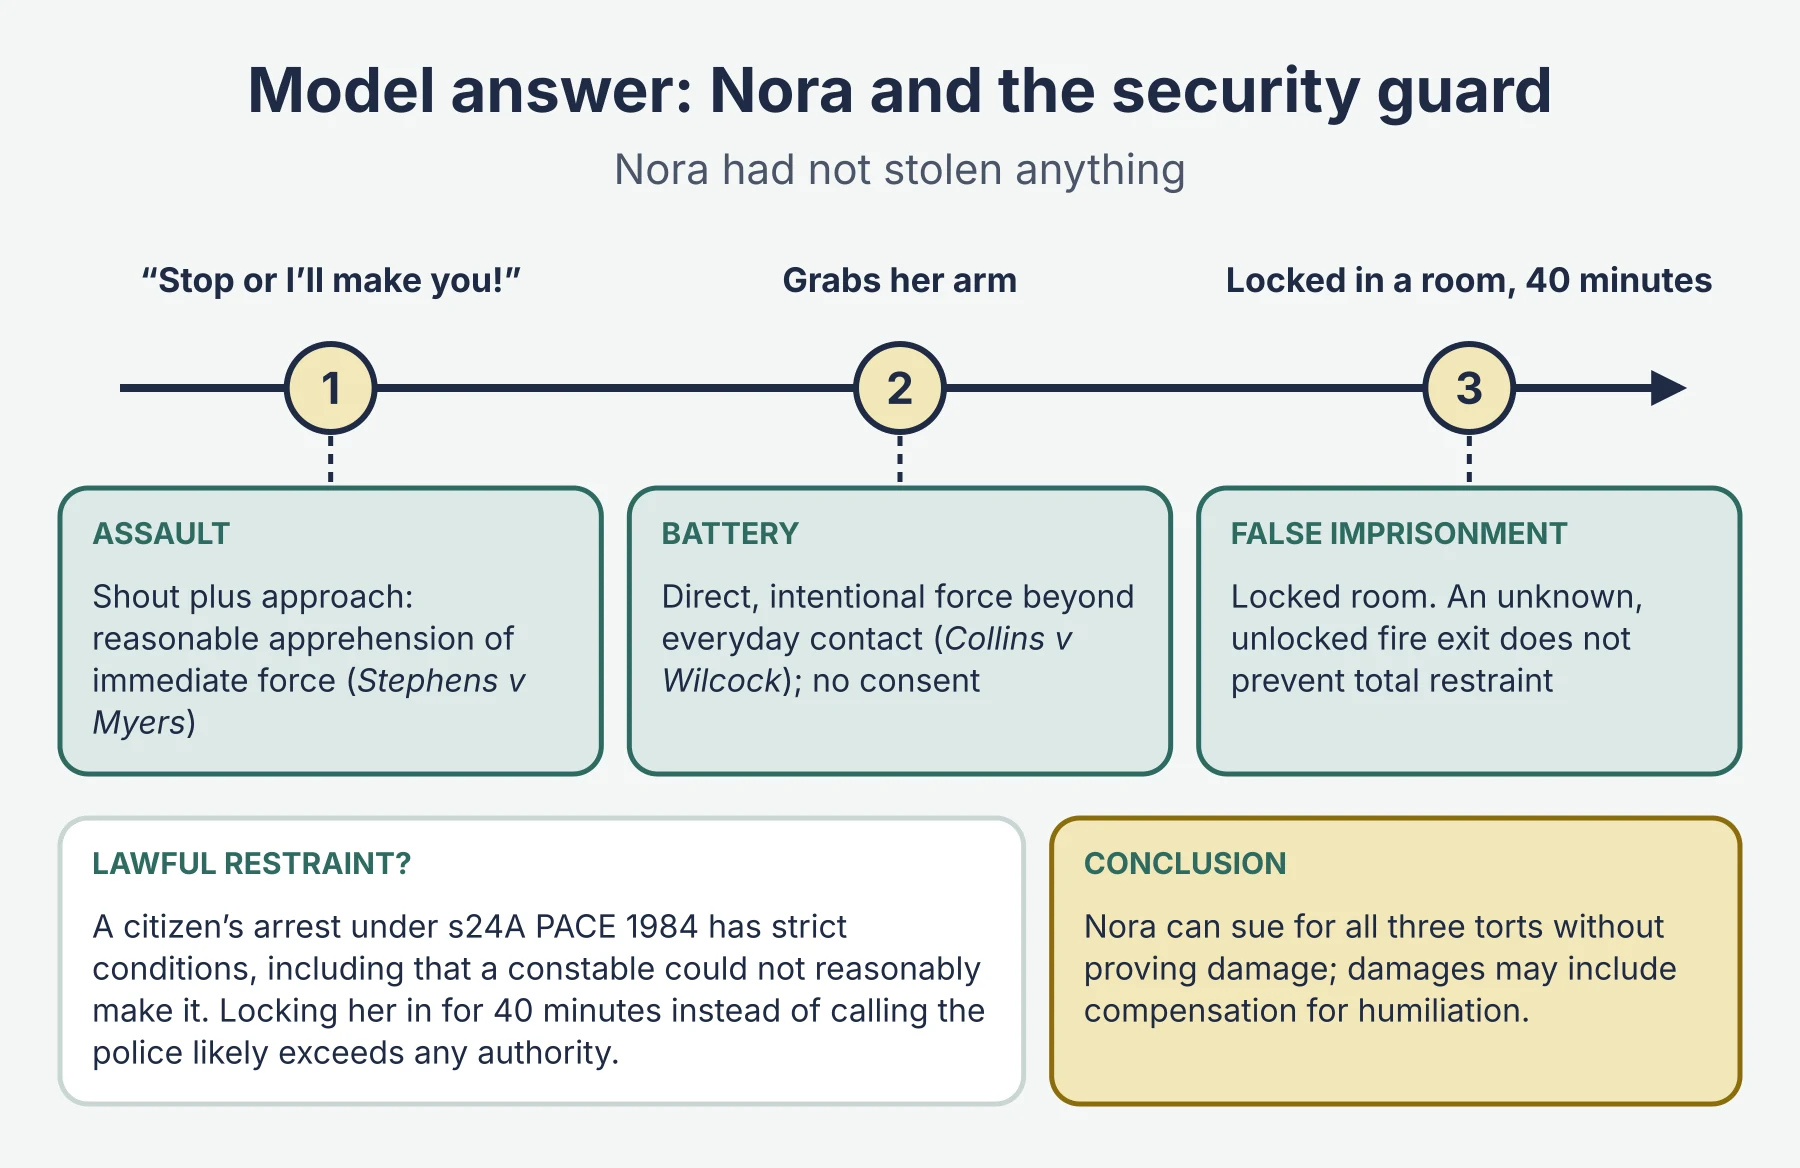 Model answer: Nora and the security guard
Nora had not stolen anything
“Stop or I’ll make you!”
Grabs her arm
Locked in a room, 40 minutes
1
2
3
ASSAULT
Shout plus approach:
reasonable apprehension of
immediate force (Stephens v
Myers)
BATTERY
Direct, intentional force beyond
everyday contact (Collins v
Wilcock); no consent
FALSE IMPRISONMENT
Locked room. An unknown,
unlocked fire exit does not
prevent total restraint
LAWFUL RESTRAINT?
A citizen’s arrest under s24A PACE 1984 has strict
conditions, including that a constable could not reasonably
make it. Locking her in for 40 minutes instead of calling the
police likely exceeds any authority.
CONCLUSION
Nora can sue for all three torts without
proving damage; damages may include
compensation for humiliation.